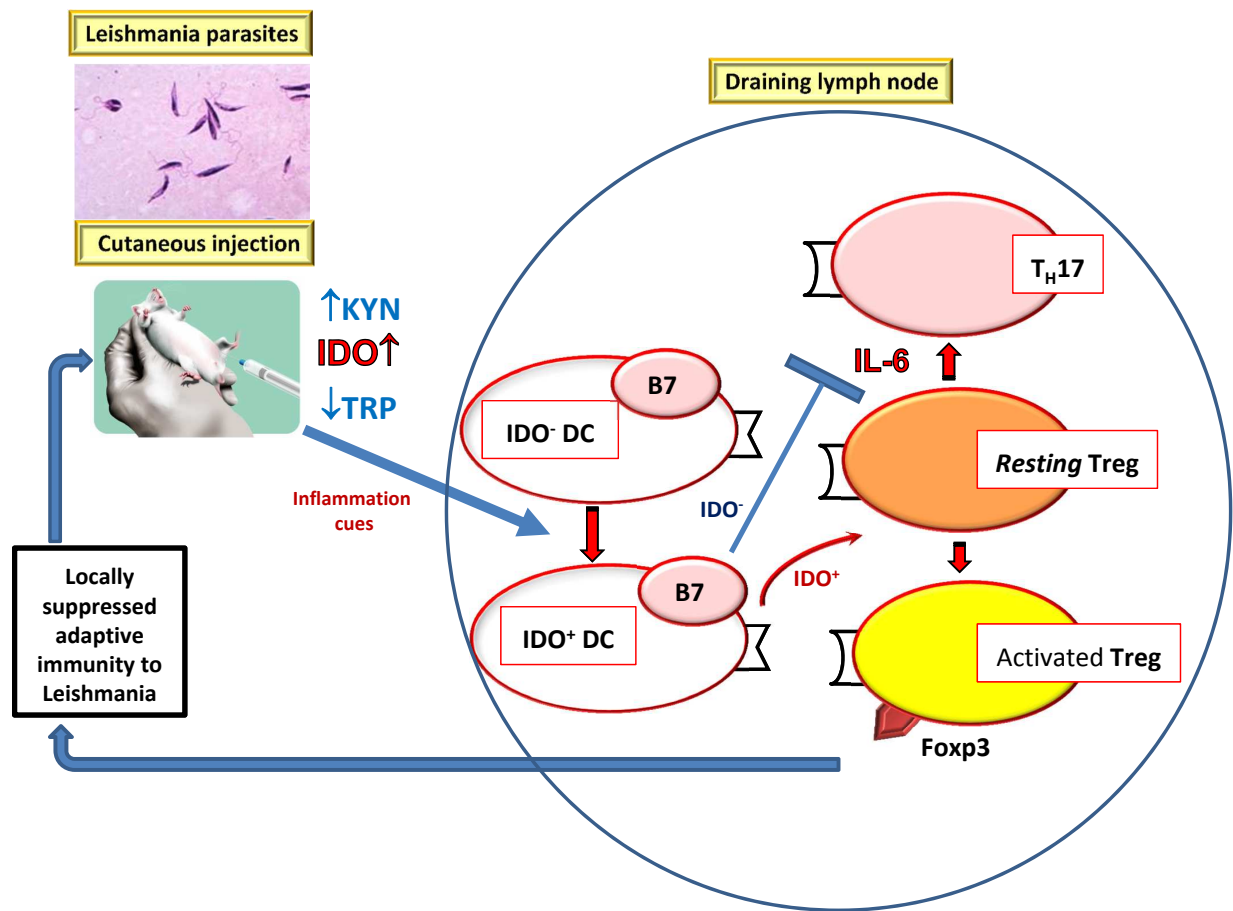 Leishmania parasites
Cutaneous injection
↑KYN
IDO↑
↓TRP
Inflammation
cues
Locally
suppressed
adaptive
immunity to
Leishmania
Draining lymph node
B7
IDO⁻ DC
IDO⁻
B7
IDO⁺ DC
IDO⁺
T_H17
IL-6
Resting Treg
Activated Treg
Foxp3